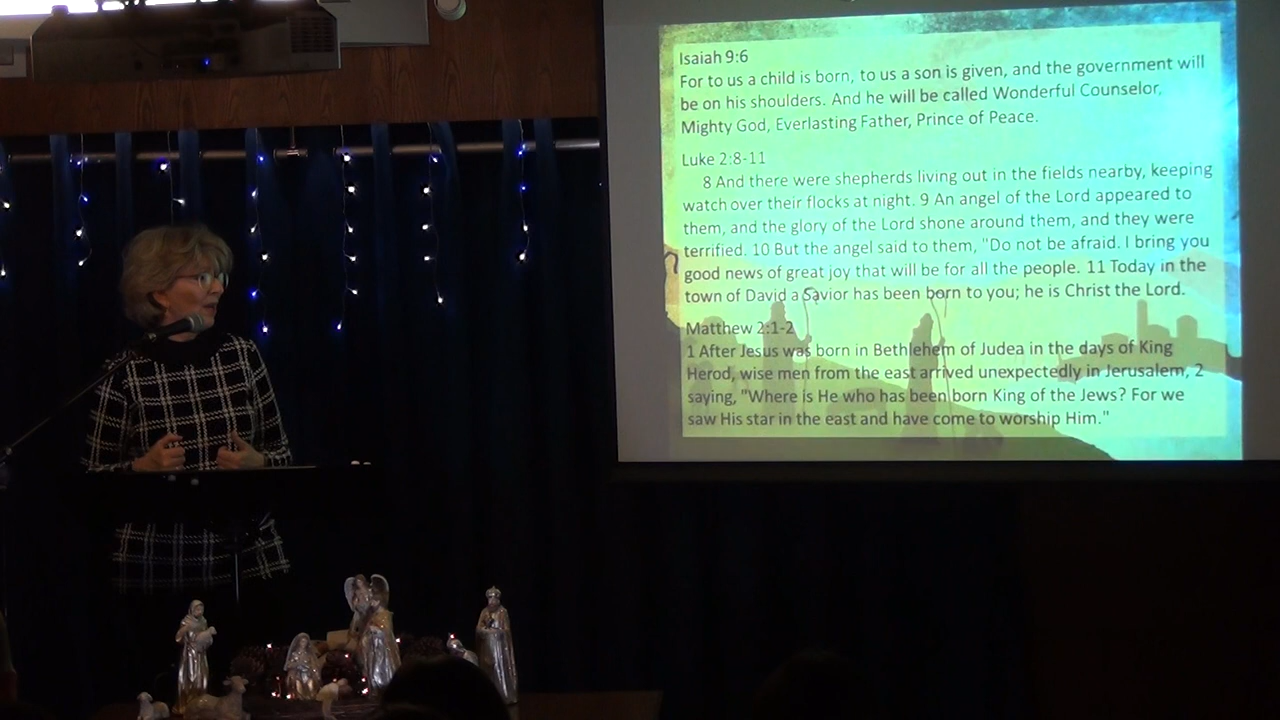 Isaiah 9:6
For to us a child is born, to us a son is given, and the government will
be on his shoulders. And he will be called Wonderful Counselor,
Mighty God, Everlasting Father, Prince of Peace.
Luke 2:8-11
8 And there were shepherds living out in the fields nearby, keeping
watch over their flocks at night. 9 An angel of the Lord appeared to
them, and the glory of the Lord shone around them, and they were
terrified. 10 But the angel said to them, "Do not be afraid. I bring you
good news of great joy that will be for all the people. 11 Today in the
town of David a Savior has been born to you; he is Christ the Lord.
Matthew 2:1-2
1 After Jesus was born in Bethlehem of Judea in the days of King
Herod, wise men from the east arrived unexpectedly in Jerusalem, 2
saying, "Where is He who has been born King of the Jews? For we
saw His star in the east and have come to worship Him."